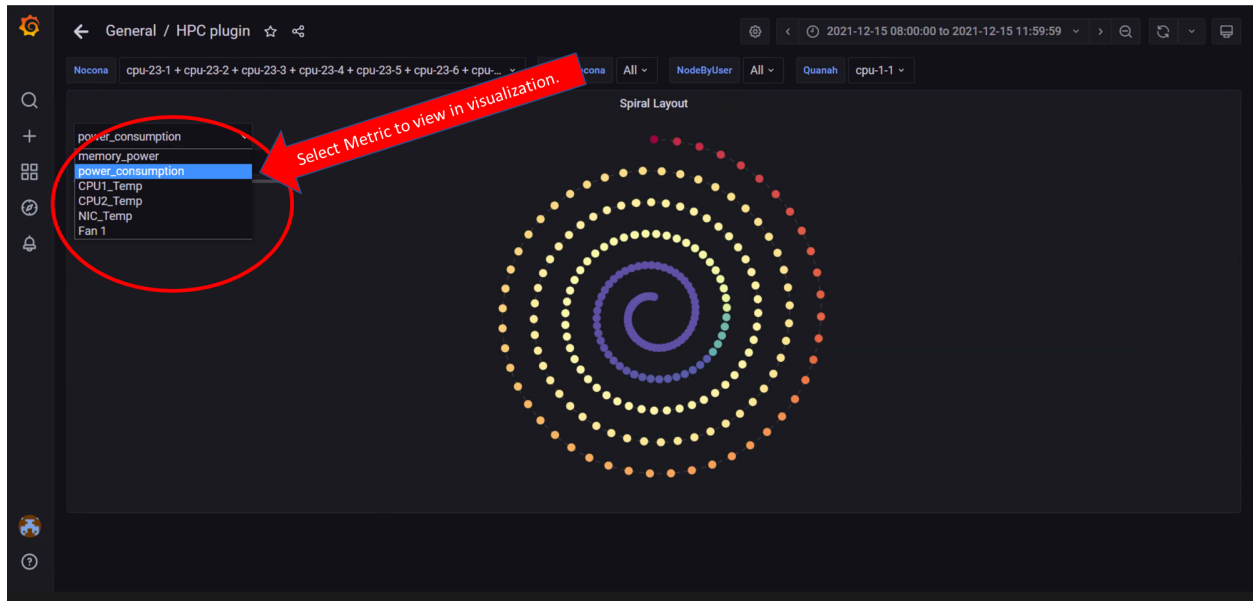 General / HPC plugin
2021-12-15 08:00:00 to 2021-12-15 11:59:59
Nocona cpu-23-1 + cpu-23-2 + cpu-23-3 + cpu-23-4 + cpu-23-5 + cpu-23-6 + cpu-... All NodeByUser All Quanah cpu-1-1
Spiral Layout
power_consumption
memory_power
power_consumption
CPU1_Temp
CPU2_Temp
NIC_Temp
Fan 1
Select Metric to view in visualization.